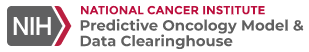 NIH
NATIONAL CANCER INSTITUTE
Predictive Oncology Model &
Data Clearinghouse